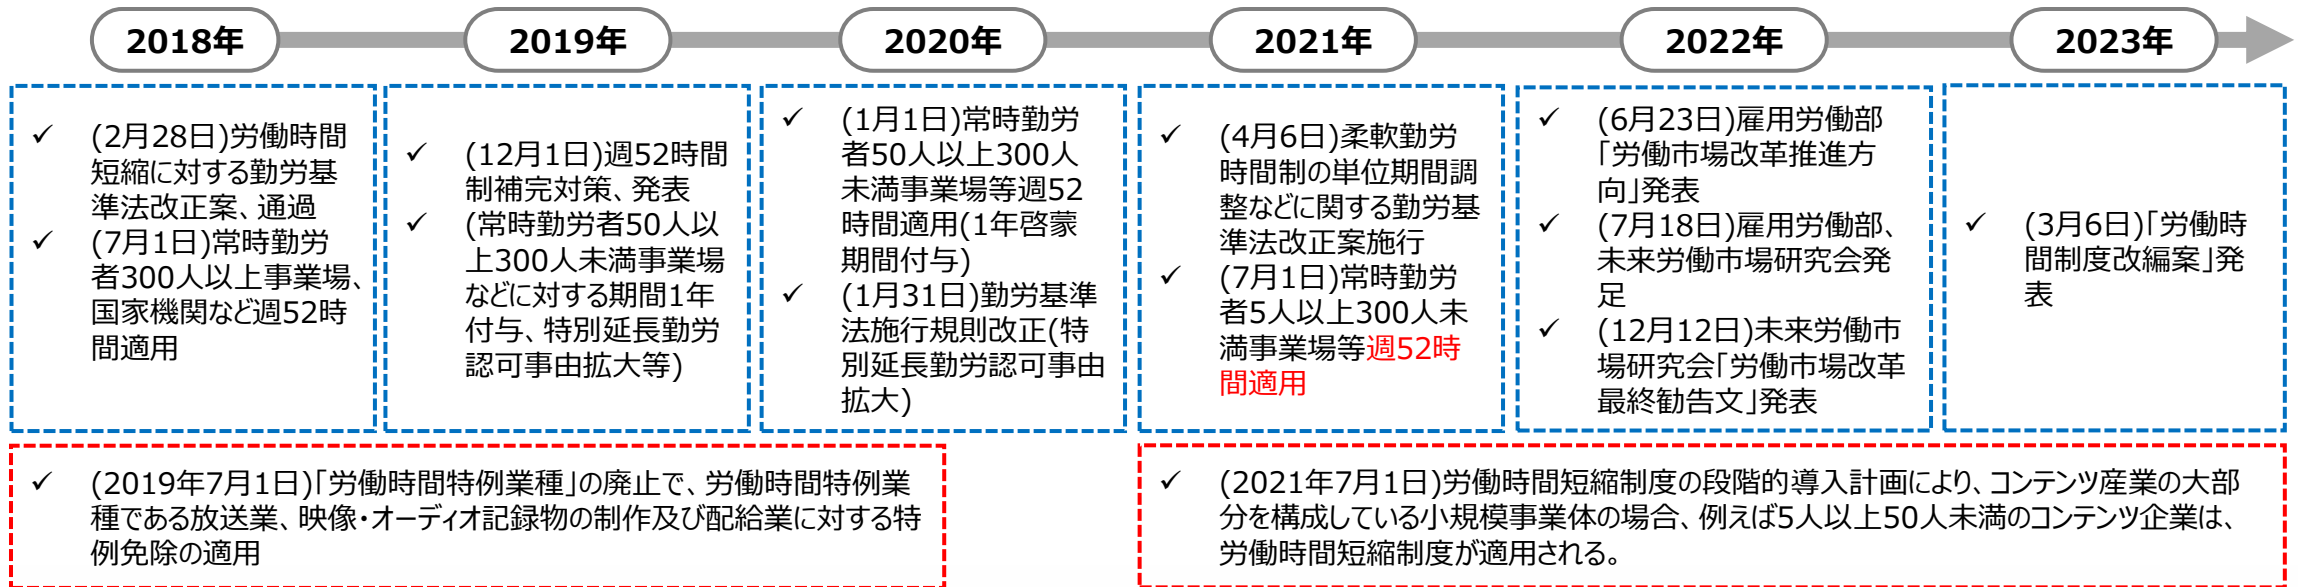 2018年
2019年
2020年
2021年
2022年
2023年
✓ (2月28日)労働時間
短縮に対する勤労基
準法改正案、通過
✓ (7月1日)常時勤労
者300人以上事業場、
国家機関など週52時
間適用
✓ (12月1日)週52時間
制補完対策、発表
✓ (常時勤労者50人以
上300人未満事業場
などに対する期間1年
付与、特別延長勤労
認可事由拡大等)
✓ (1月1日)常時勤労
者50人以上300人
未満事業場等週52
時間適用(1年啓蒙
期間付与)
✓ (1月31日)勤労基準
法施行規則改正(特
別延長勤労認可事由
拡大)
✓ (4月6日)柔軟勤労
時間制の単位期間調
整などに関する勤労基
準法改正案施行
✓ (7月1日)常時勤労
者5人以上300人未
満事業場等週52時
間適用
✓ (6月23日)雇用労働部
「労働市場改革推進方
向」発表
✓ (7月18日)雇用労働部、
未来労働市場研究会発
足
✓ (12月12日)未来労働市
場研究会「労働市場改革
最終勧告文」発表
✓ (3月6日)「労働時
間制度改編案」発
表
✓ (2019年7月1日)「労働時間特例業種」の廃止で、労働時間特例業
種である放送業、映像・オーディオ記録物の制作及び配給業に対する特
例免除の適用
✓ (2021年7月1日)労働時間短縮制度の段階的導入計画により、コンテンツ産業の大部
分を構成している小規模事業体の場合、例えば5人以上50人未満のコンテンツ企業は、
労働時間短縮制度が適用される。